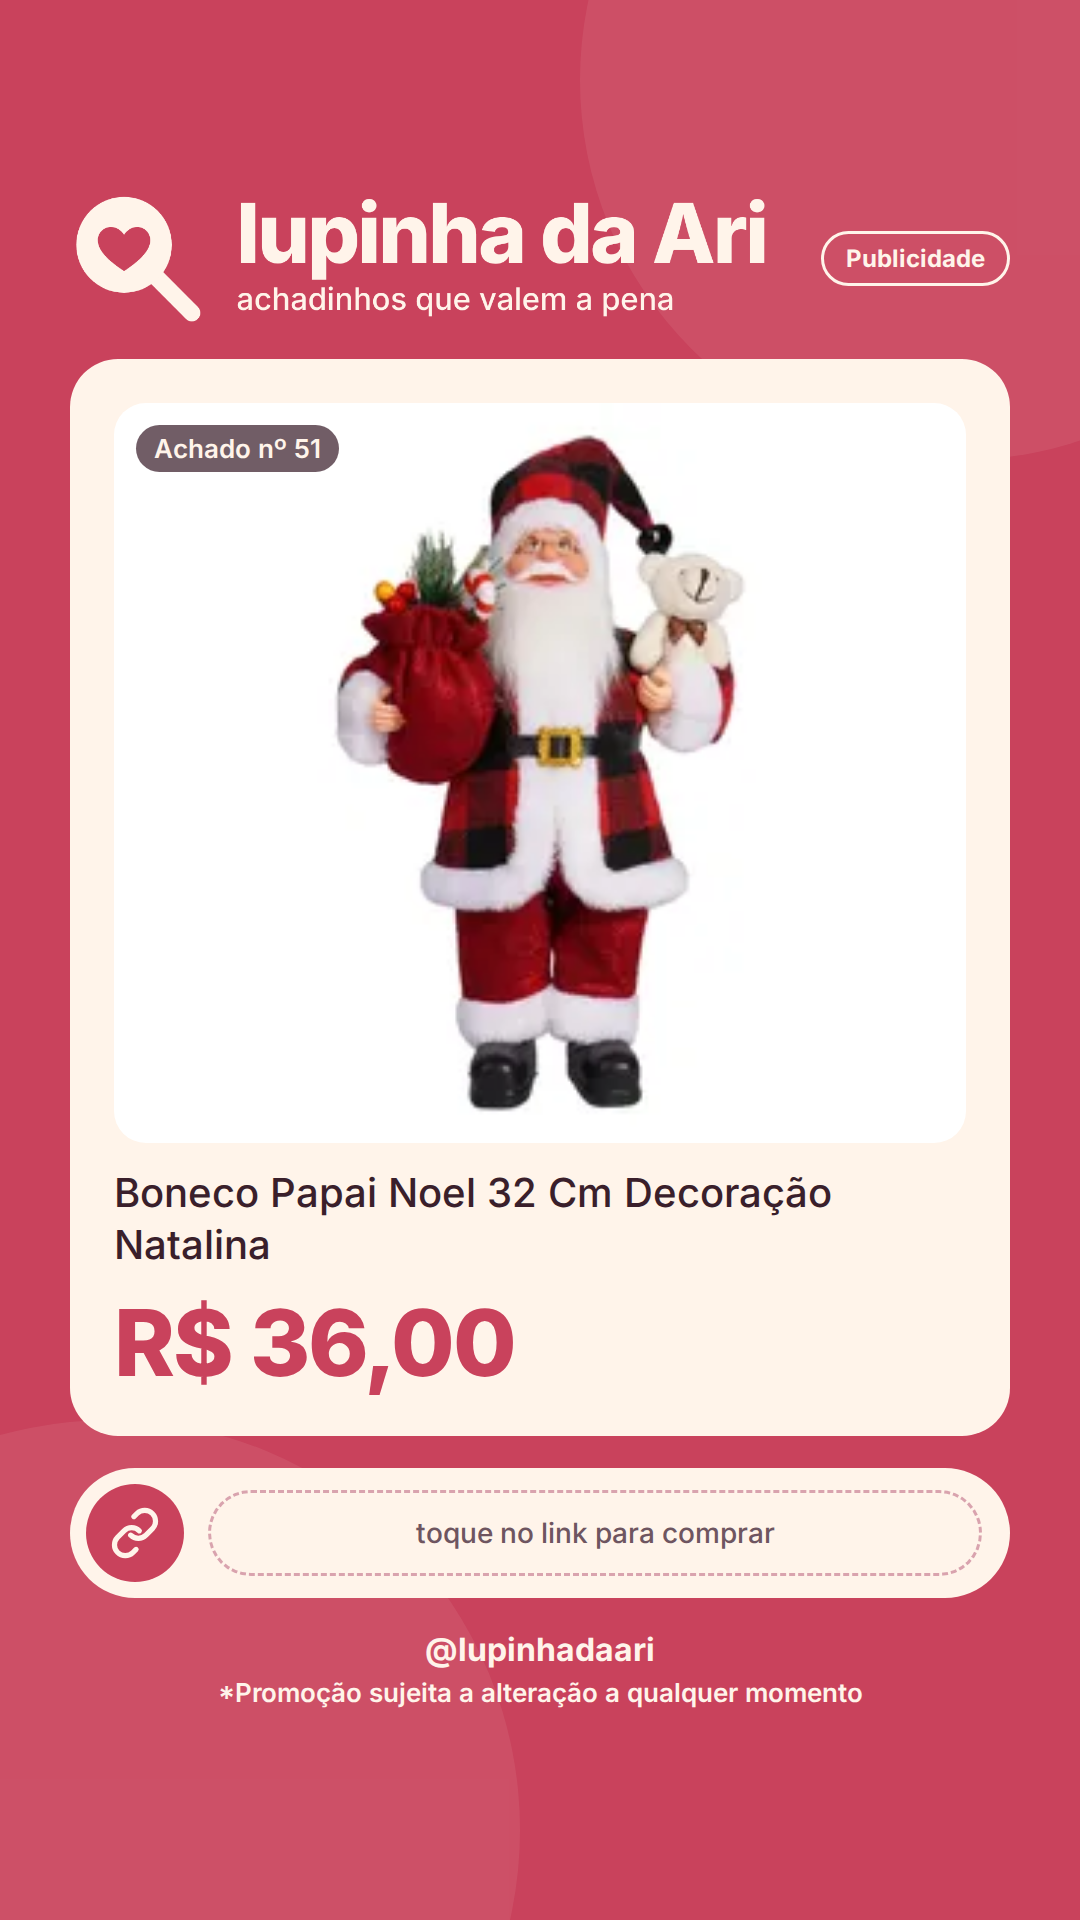 lupinha da Ari
achadinhos que valem a pena
Publicidade
Achado nº 51
Boneco Papai Noel 32 Cm Decoração
Natalina
R$ 36,00
toque no link para comprar
@lupinhadaari
*Promoção sujeita a alteração a qualquer momento